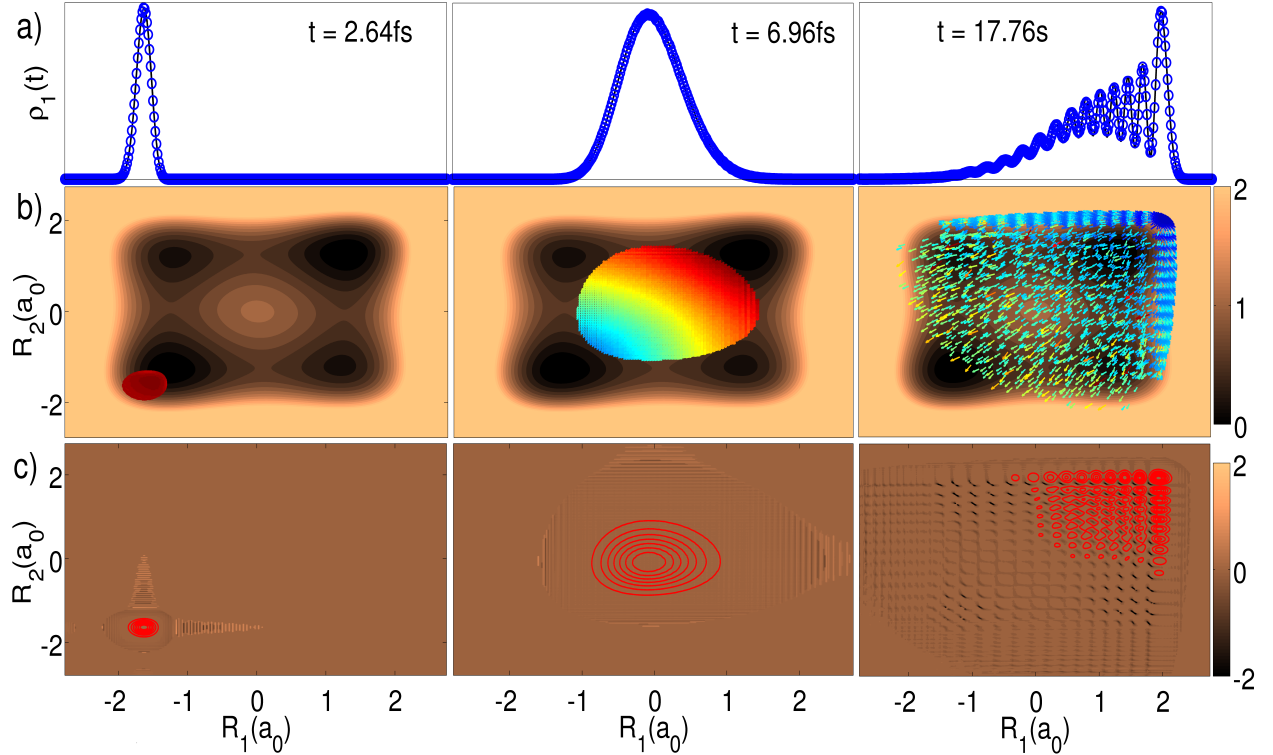 a)
ρ1(t)
t = 2.64fs
t = 6.96fs
t = 17.76s
b)
R2(a0)
2
0
-2
2
1
0
c)
R2(a0)
2
0
-2
2
0
-2
-2 -1 0 1 2
-2 -1 0 1 2
-2 -1 0 1 2
R1(a0)
R1(a0)
R1(a0)